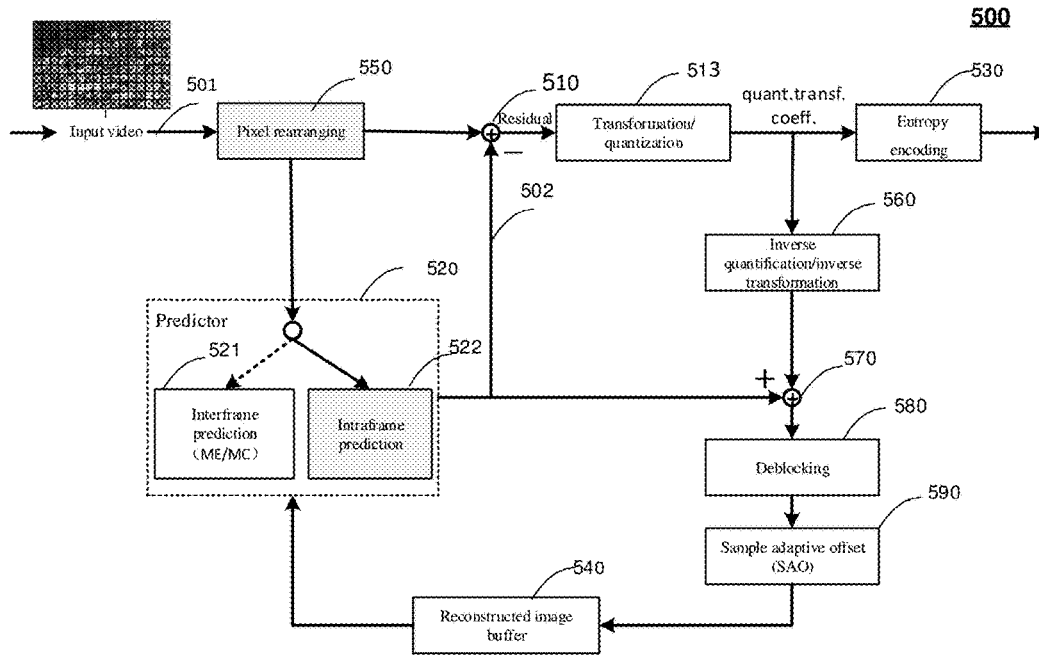 500
550
501
510
513
530
Input video
Pixel rearranging
Residual
Transformation/
quantization
quant.transf.
coeff.
Entropy
encoding
502
560
Inverse
quantification/inverse
transformation
520
Predictor
521
522
570
580
Interframe
prediction
(ME/MC)
Intraframe
prediction
Deblocking
590
Sample adaptive offset
(SAO)
540
Reconstructed image
buffer